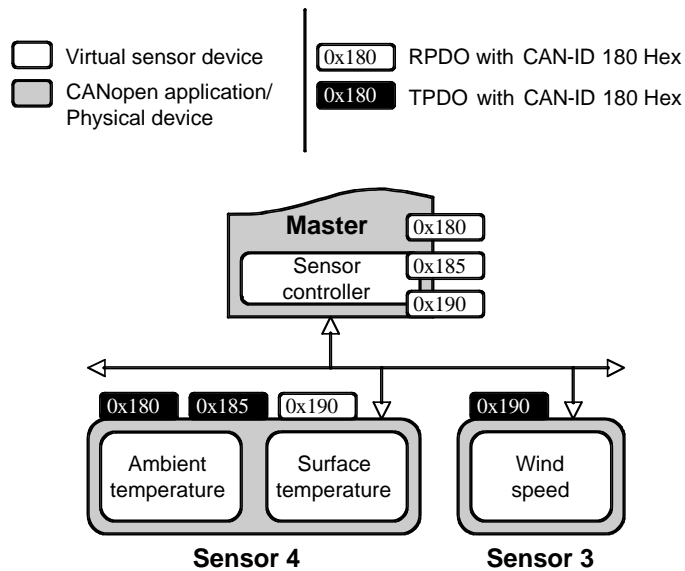 Virtual sensor device
CANopen application/
Physical device
0x180 RPDO with CAN-ID 180 Hex
0x180 TPDO with CAN-ID 180 Hex
Master
0x180
Sensor
controller
0x185
0x190
0x180 0x185 0x190
Ambient
temperature
Surface
temperature
Sensor 4
0x190
Wind
speed
Sensor 3